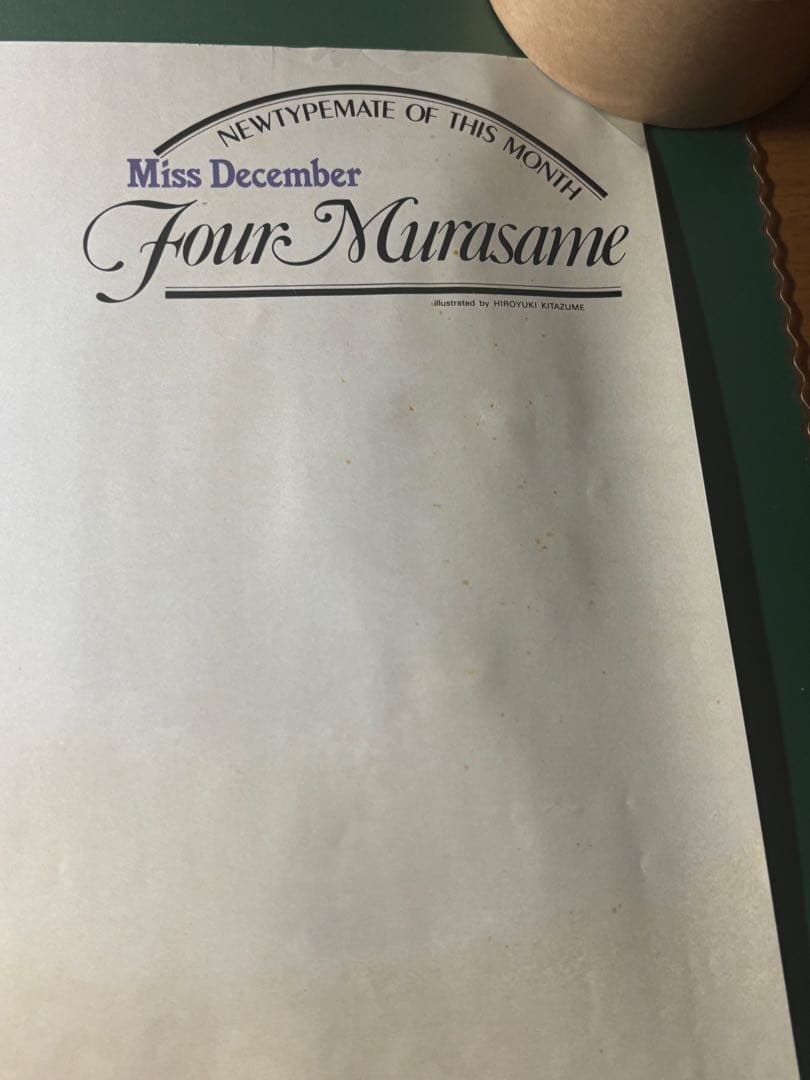 NEWTYPEMATE OF THIS MONTH
Miss December
Four Murasame
illustrated by HIROYUKI KITAZUME